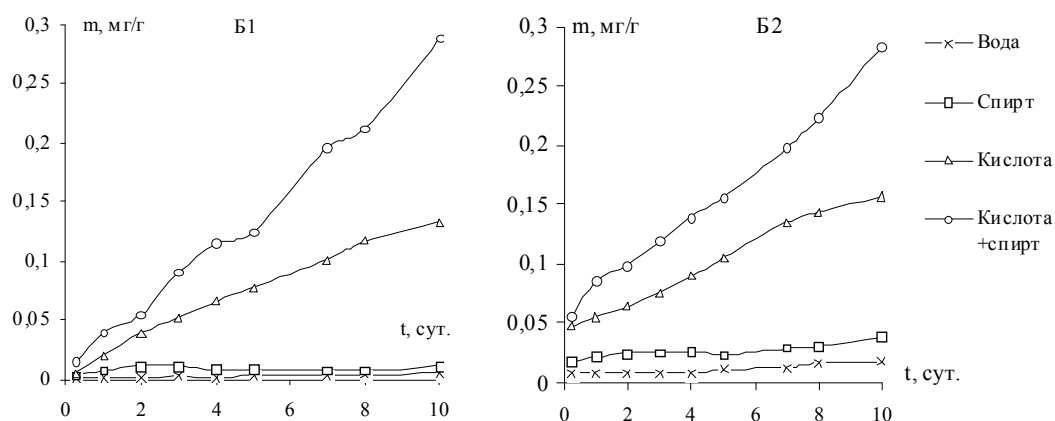 m, мг/г
Б1
0,3
0,25
0,2
0,15
0,1
0,05
0
t, сут.
0 2 4 6 8 10
m, мг/г
Б2
0,3
0,25
0,2
0,15
0,1
0,05
0
t, сут.
0 2 4 6 8 10
Вода
Спирт
Кислота
Кислота
+спирт